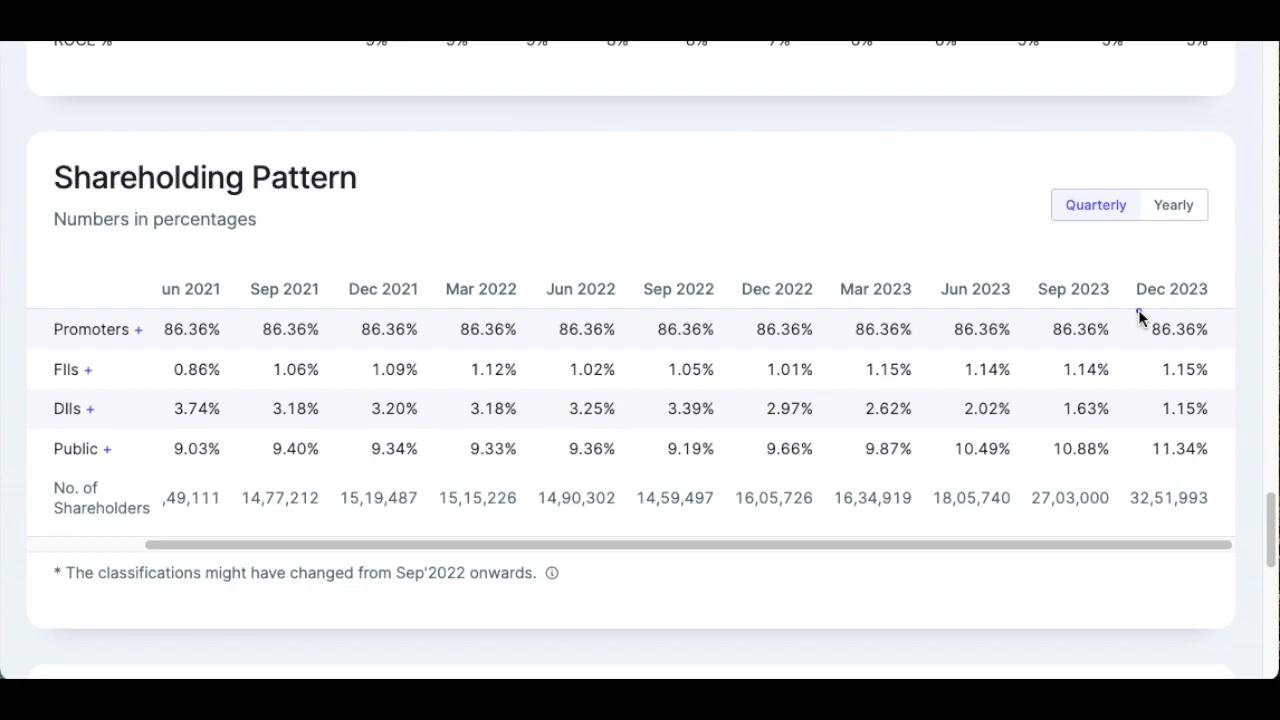 Shareholding Pattern
Numbers in percentages
Quarterly Yearly
un 2021 Sep 2021 Dec 2021 Mar 2022 Jun 2022 Sep 2022 Dec 2022 Mar 2023 Jun 2023 Sep 2023 Dec 2023
Promoters + 86.36% 86.36% 86.36% 86.36% 86.36% 86.36% 86.36% 86.36% 86.36% 86.36% 86.36%
FIIs + 0.86% 1.06% 1.09% 1.12% 1.02% 1.05% 1.01% 1.15% 1.14% 1.14% 1.15%
DIIs + 3.74% 3.18% 3.20% 3.18% 3.25% 3.39% 2.97% 2.62% 2.02% 1.63% 1.15%
Public + 9.03% 9.40% 9.34% 9.33% 9.36% 9.19% 9.66% 9.87% 10.49% 10.88% 11.34%
No. of
Shareholders ,49,111 14,77,212 15,19,487 15,15,226 14,90,302 14,59,497 16,05,726 16,34,919 18,05,740 27,03,000 32,51,993
* The classifications might have changed from Sep'2022 onwards.